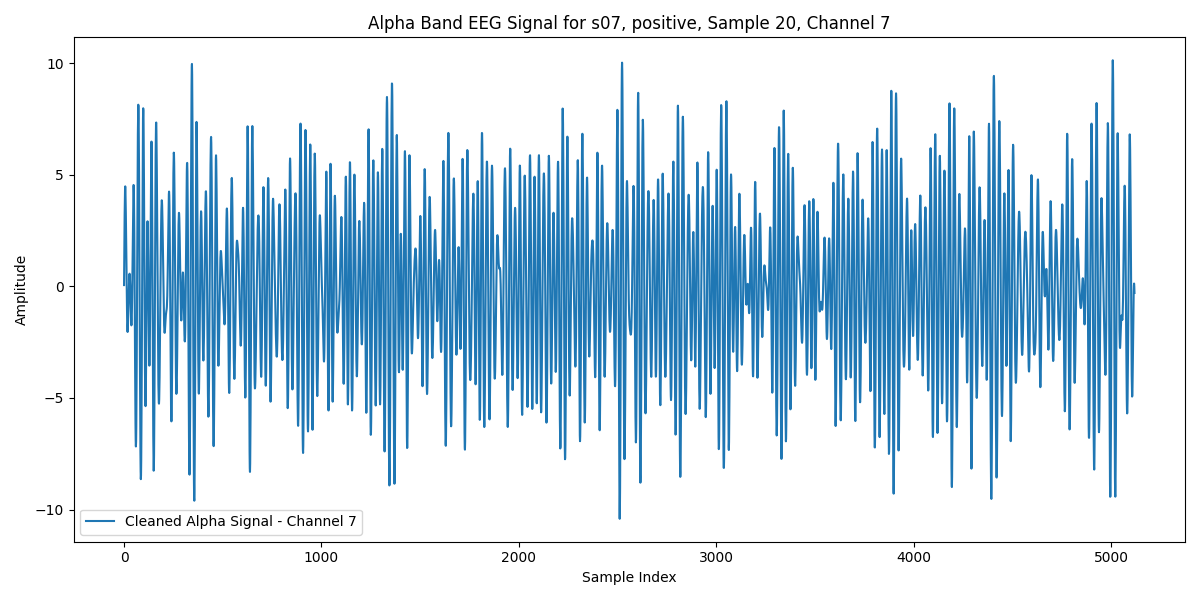 Alpha Band EEG Signal for s07, positive, Sample 20, Channel 7
Amplitude
10
5
0
−5
−10
Cleaned Alpha Signal - Channel 7
0 1000 2000 3000 4000 5000
Sample Index